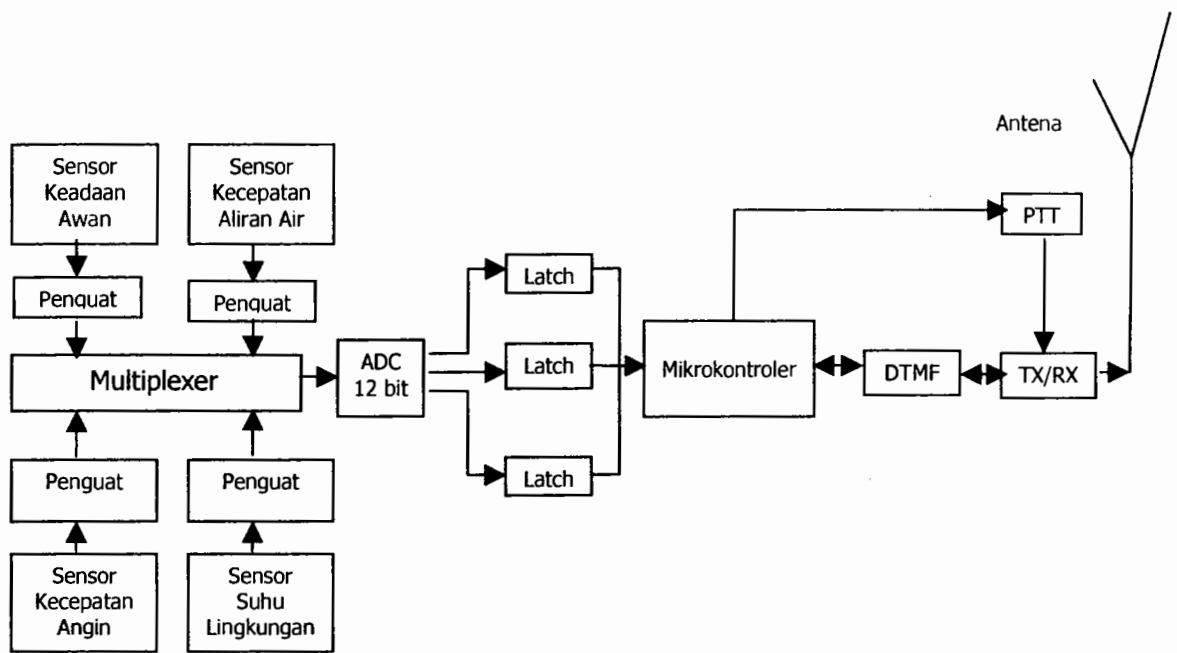 Antena
Sensor
Keadaan
Awan
Sensor
Kecepatan
Aliran Air
PTT
Penguat
Penguat
Latch
Multiplexer
ADC
12 bit
Latch
Mikrokontroler
DTMF
TX/RX
Penguat
Penguat
Latch
Sensor
Kecepatan
Angin
Sensor
Suhu
Lingkungan